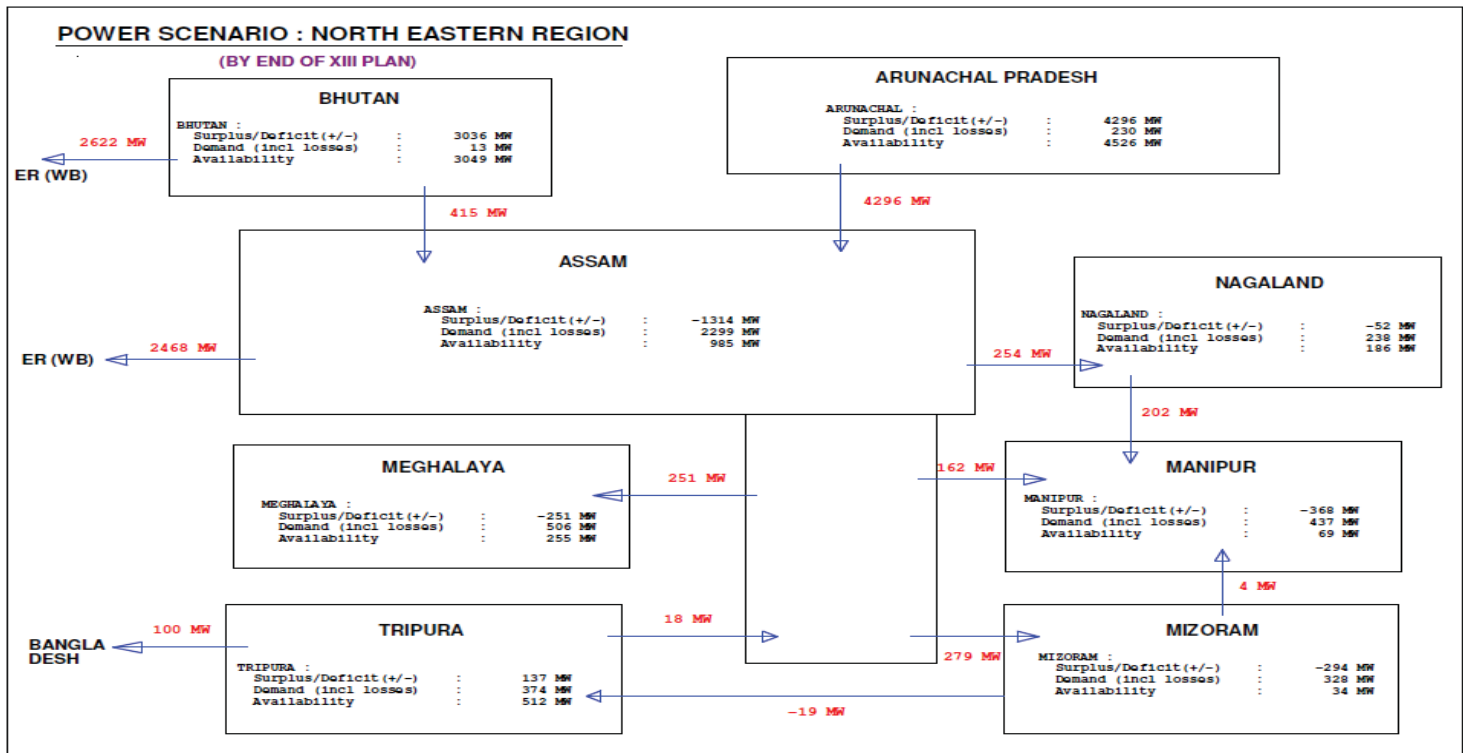 POWER SCENARIO : NORTH EASTERN REGION
(BY END OF XIII PLAN)
BHUTAN
BHUTAN :
Surplus/Deficit(+/-) : 3036 MW
Demand (incl losses) : 13 MW
Availability : 3049 MW
2622 MW
ER (WB)
415 MW
ARUNACHAL PRADESH
ARUNACHAL :
Surplus/Deficit(+/-) : 4296 MW
Demand (incl losses) : 230 MW
Availability : 4526 MW
4296 MW
ASSAM
ASSAM :
Surplus/Deficit(+/-) : -1314 MW
Demand (incl losses) : 2299 MW
Availability : 985 MW
2468 MW
ER (WB)
254 MW
NAGALAND
NAGALAND :
Surplus/Deficit(+/-) : -52 MW
Demand (incl losses) : 238 MW
Availability : 186 MW
202 MW
MEGHALAYA
MEGHALAYA :
Surplus/Deficit(+/-) : -251 MW
Demand (incl losses) : 506 MW
Availability : 255 MW
251 MW
162 MW
MANIPUR
MANIPUR :
Surplus/Deficit(+/-) : -368 MW
Demand (incl losses) : 437 MW
Availability : 69 MW
4 MW
100 MW
BANGLA
DESH
TRIPURA
TRIPURA :
Surplus/Deficit(+/-) : 137 MW
Demand (incl losses) : 374 MW
Availability : 512 MW
18 MW
279 MW
-19 MW
MIZORAM
MIZORAM :
Surplus/Deficit(+/-) : -294 MW
Demand (incl losses) : 328 MW
Availability : 34 MW